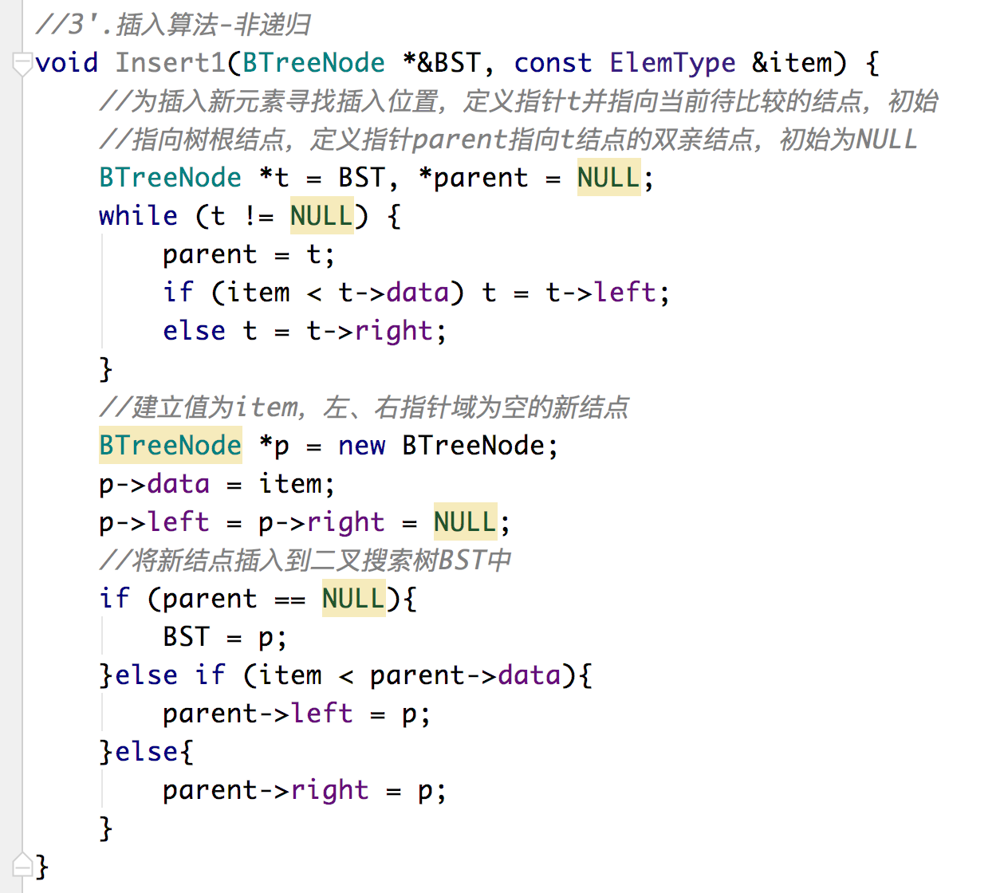 //3'.插入算法-非递归
void Insert1(BTreeNode *&BST, const ElemType &item) {
    //为插入新元素寻找插入位置，定义指针t并指向当前待比较的结点，初始
    //指向树根结点，定义指针parent指向t结点的双亲结点，初始为NULL
    BTreeNode *t = BST, *parent = NULL;
    while (t != NULL) {
        parent = t;
        if (item < t->data) t = t->left;
        else t = t->right;
    }
    //建立值为item，左、右指针域为空的新结点
    BTreeNode *p = new BTreeNode;
    p->data = item;
    p->left = p->right = NULL;
    //将新结点插入到二叉搜索树BST中
    if (parent == NULL){
        BST = p;
    }else if (item < parent->data){
        parent->left = p;
    }else{
        parent->right = p;
    }
}